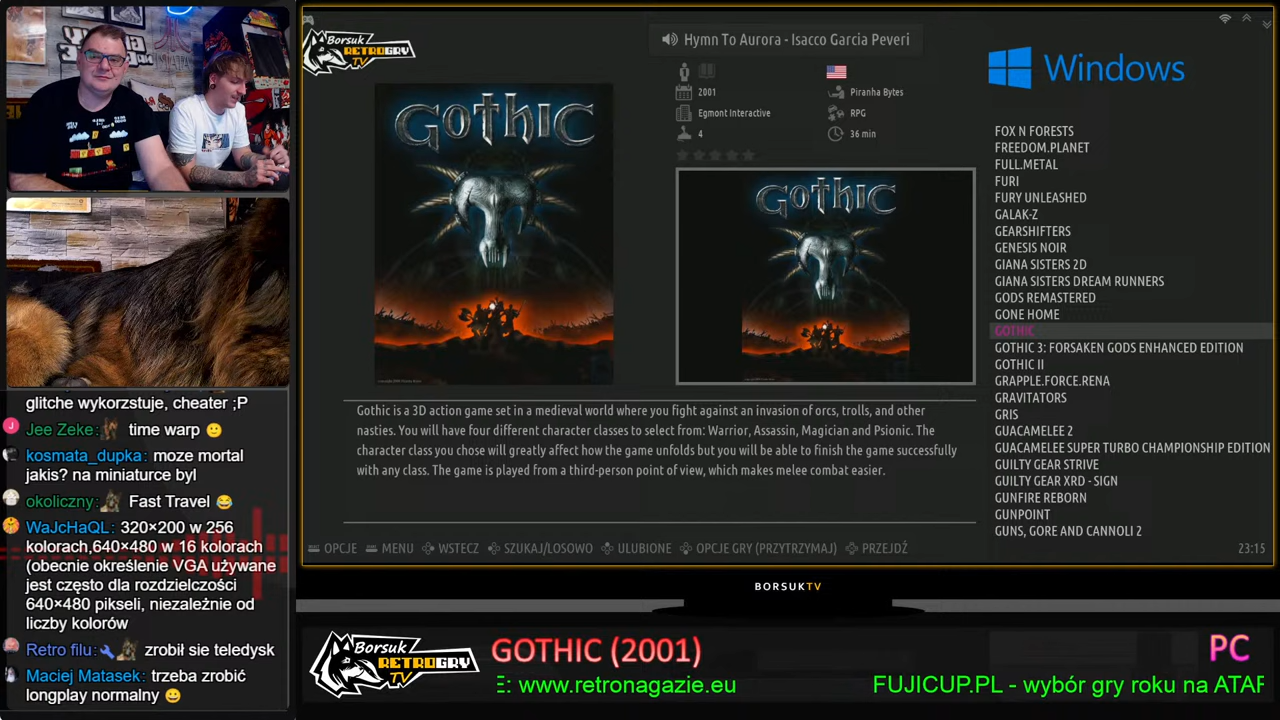 Borsuk
RETROGRY
TV
Hymn To Aurora - Isacco Garcia Peveri
Windows
2001
Piranha Bytes
Egmont Interactive
RPG
4
36 min
GOTHIC
GOTHIC
Gothic is a 3D action game set in a medieval world where you fight against an invasion of orcs, trolls, and other
nasties. You will have four different character classes to select from: Warrior, Assassin, Magician and Psionic. The
character class you chose will greatly affect how the game unfolds but you will be able to finish the game successfully
with any class. The game is played from a third-person point of view, which makes melee combat easier.
FOX N FORESTS
FREEDOM.PLANET
FULL.METAL
FURI
FURY UNLEASHED
GALAK-Z
GEARSHIFTERS
GENESIS NOIR
GIANA SISTERS 2D
GIANA SISTERS DREAM RUNNERS
GODS REMASTERED
GONE HOME
GOTHIC
GOTHIC 3: FORSAKEN GODS ENHANCED EDITION
GOTHIC II
GRAPPLE.FORCE.RENA
GRAVITATORS
GRIS
GUACAMELEE 2
GUACAMELEE SUPER TURBO CHAMPIONSHIP EDITION
GUILTY GEAR STRIVE
GUILTY GEAR XRD - SIGN
GUNFIRE REBORN
GUNPOINT
GUNS, GORE AND CANNOLI 2
OPCJE MENU WSTECZ SZUKAJ/LOSOWO ULUBIONE OPCJE GRY (PRZYTRZYMAJ) PRZEJDŹ
23:15
glitche wykorzstuje, cheater ;P
Jee Zeke: time warp
kosmata_dupka: moze mortal
jakis? na miniaturce byl
okoliczny: Fast Travel
WaJcHaQL: 320×200 w 256
kolorach,640×480 w 16 kolorach
(obecnie określenie VGA używane
jest często dla rozdzielczości
640×480 pikseli, niezależnie od
liczby kolorów
Retro filu: zrobił sie teledysk
Maciej Matasek: trzeba zrobić
longplay normalny
BORSUKTV
Borsuk
RETROGRY
TV
GOTHIC (2001)
PC
E: www.retronagazie.eu
FUJICUP.PL - wybór gry roku na ATAR